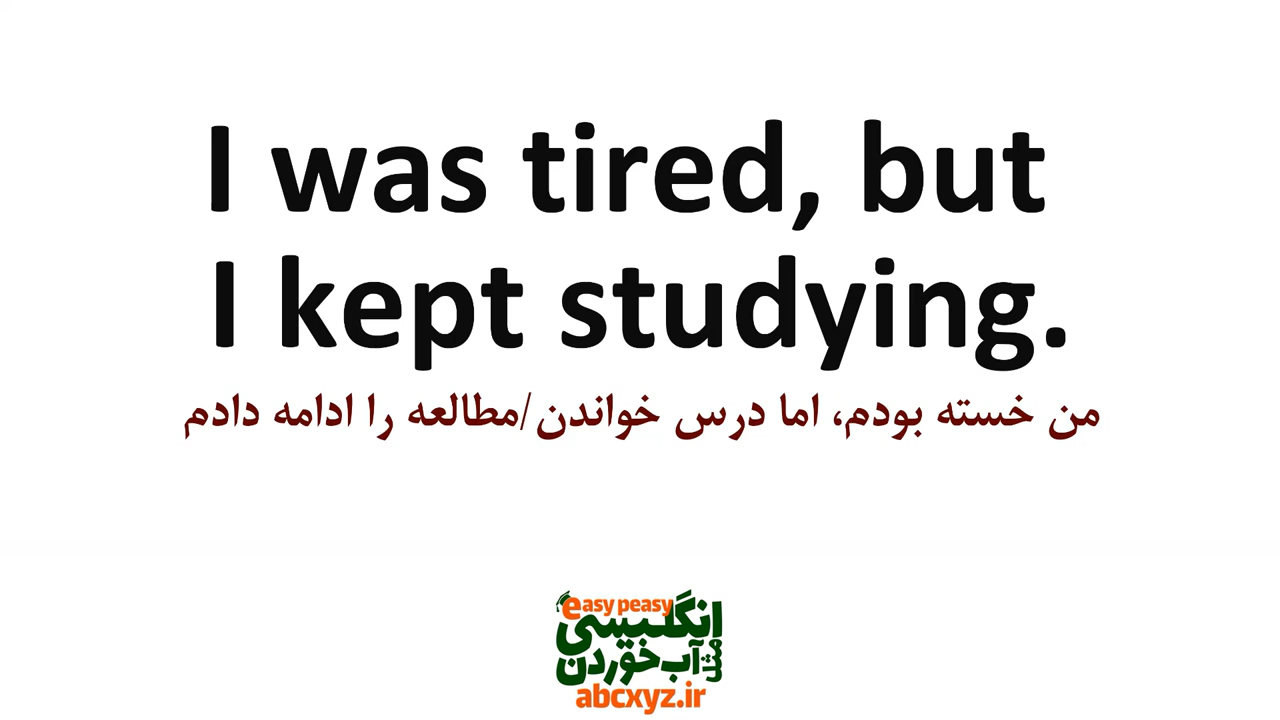 I was tired, but
I kept studying.
من خسته بودم، اما درس خواندن/مطالعه را ادامه دادم
easy peasy
انگلیسی
مثل آب خوردن
abcxyz.ir